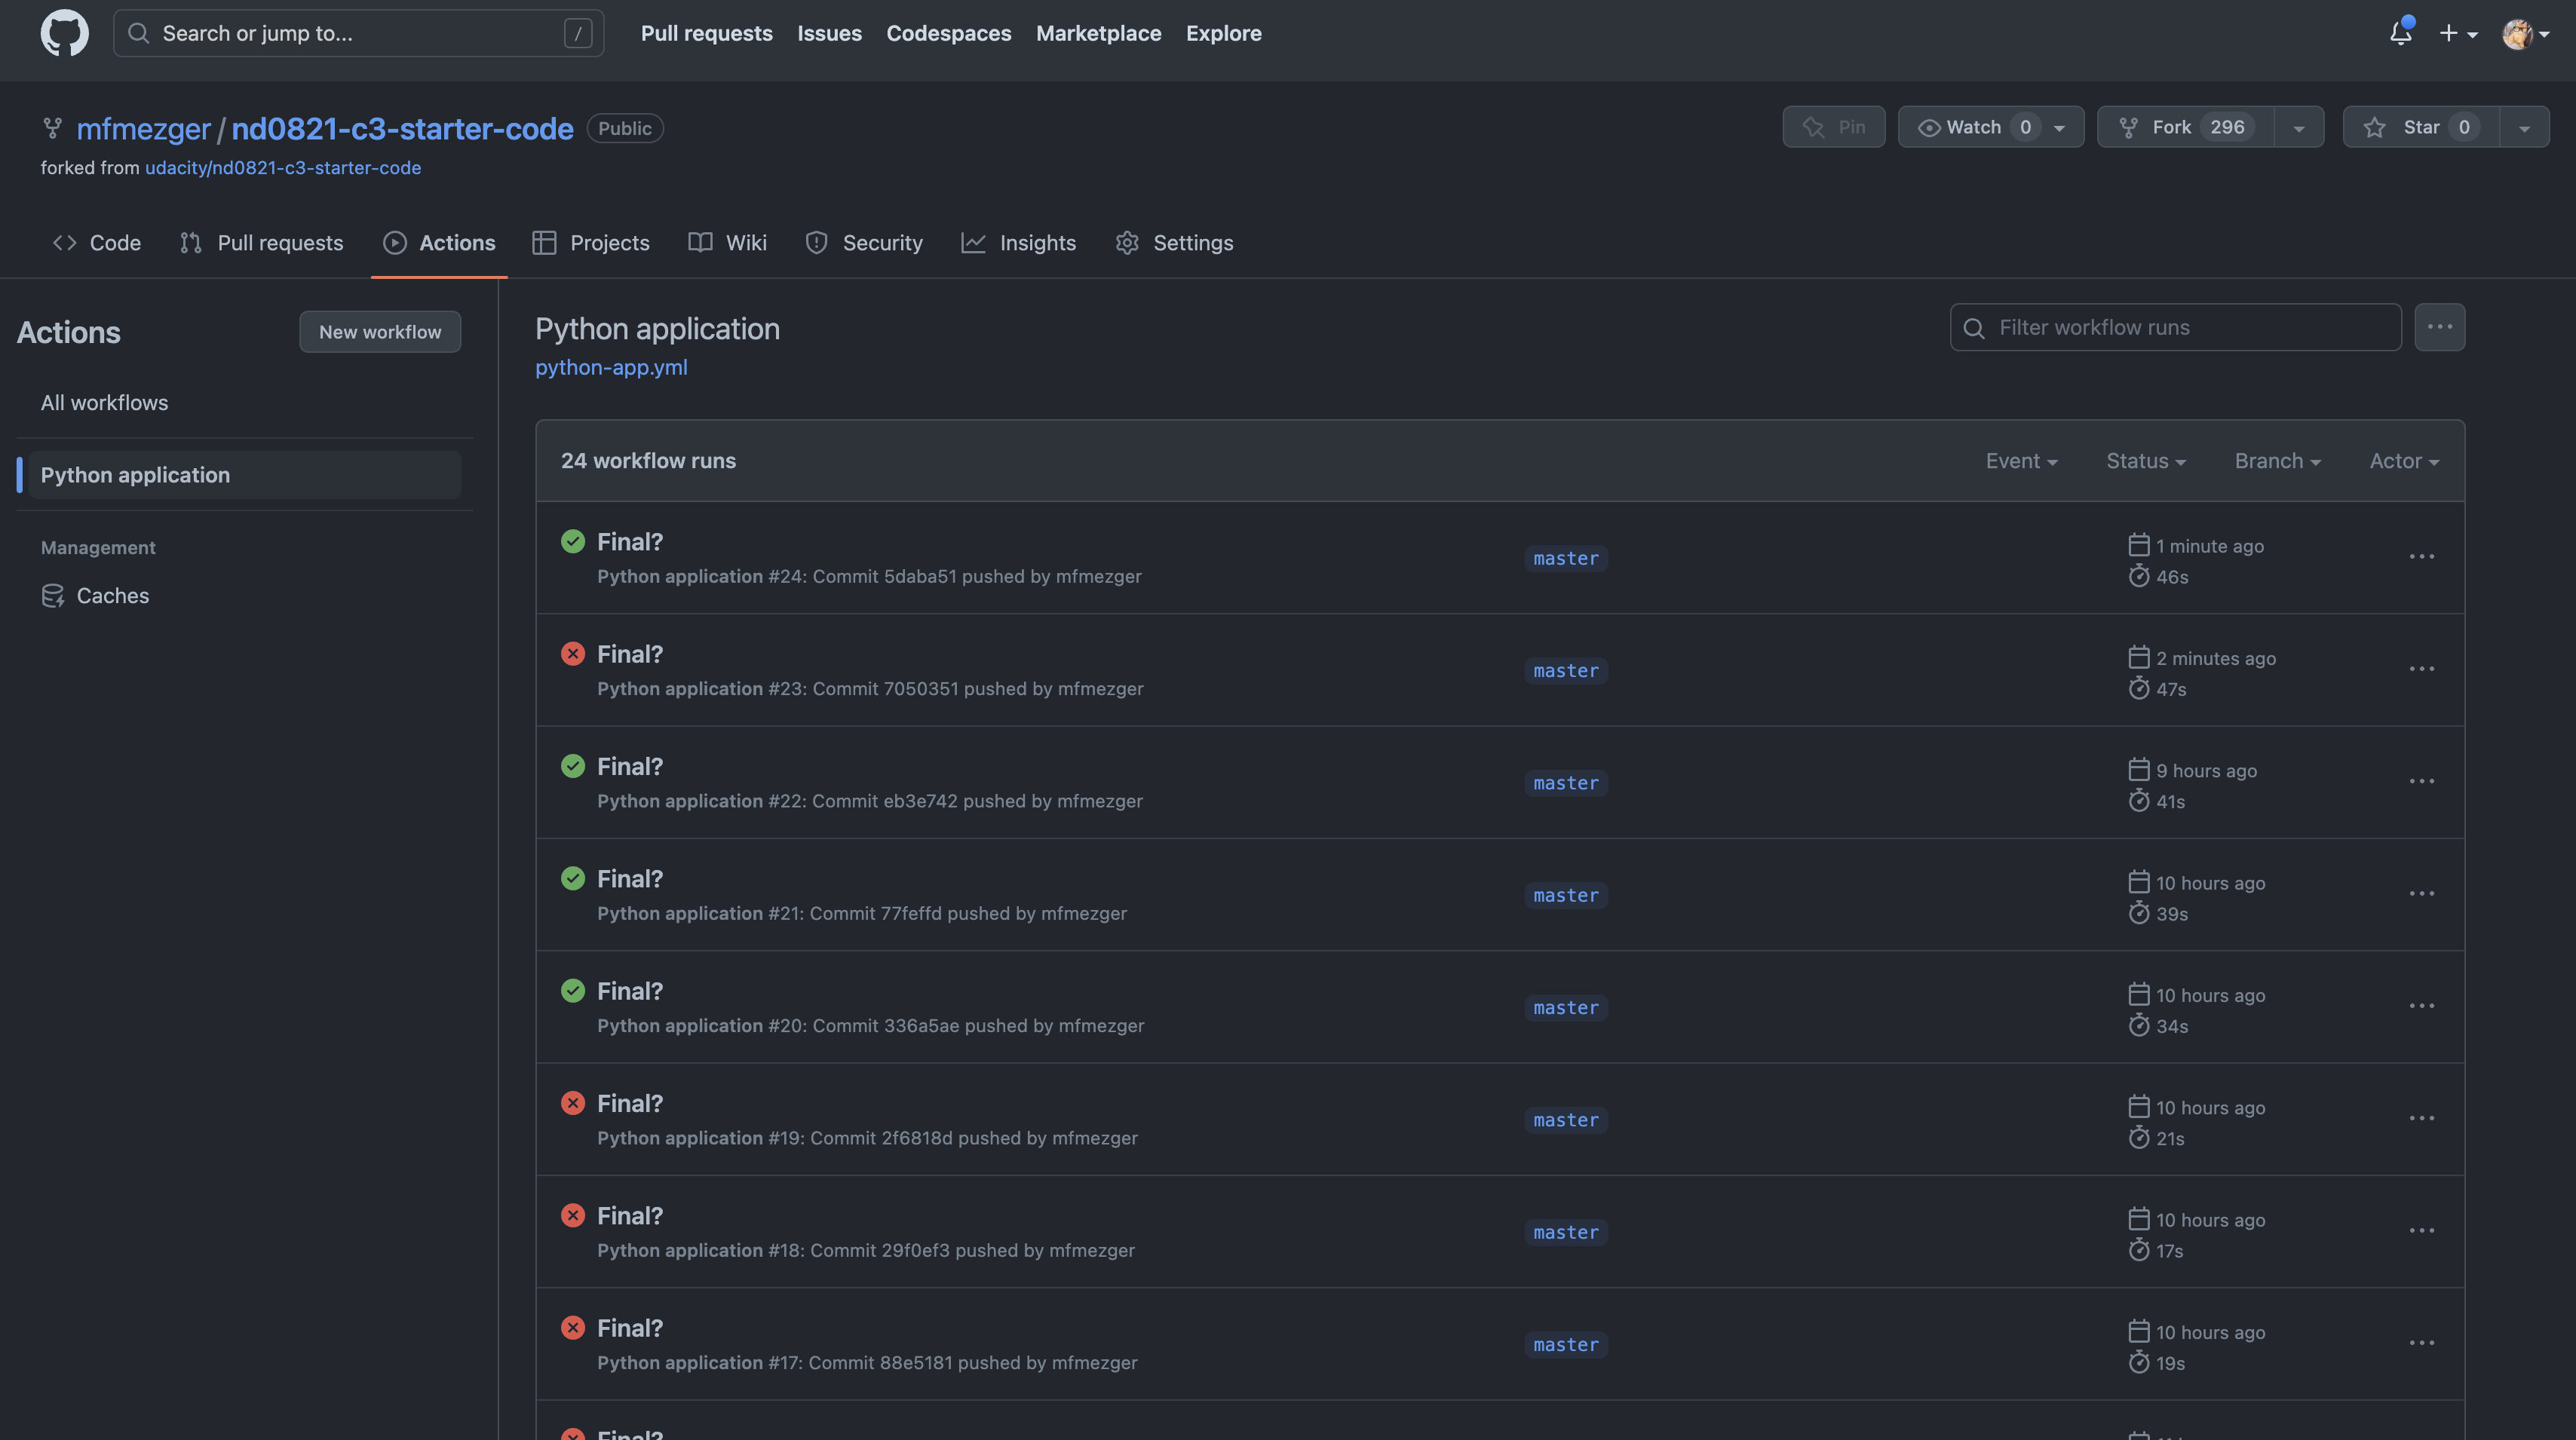 Search or jump to...
/
Pull requests
Issues
Codespaces
Marketplace
Explore
mfmezger / nd0821-c3-starter-code
Public
Pin
Watch 0
Fork 296
Star 0
forked from udacity/nd0821-c3-starter-code
Code
Pull requests
Actions
Projects
Wiki
Security
Insights
Settings
Actions
New workflow
All workflows
Python application
Management
Caches
Python application
python-app.yml
Filter workflow runs
24 workflow runs
Event
Status
Branch
Actor
Final?
Python application #24: Commit 5daba51 pushed by mfmezger
master
1 minute ago
46s
Final?
Python application #23: Commit 7050351 pushed by mfmezger
master
2 minutes ago
47s
Final?
Python application #22: Commit eb3e742 pushed by mfmezger
master
9 hours ago
41s
Final?
Python application #21: Commit 77feffd pushed by mfmezger
master
10 hours ago
39s
Final?
Python application #20: Commit 336a5ae pushed by mfmezger
master
10 hours ago
34s
Final?
Python application #19: Commit 2f6818d pushed by mfmezger
master
10 hours ago
21s
Final?
Python application #18: Commit 29f0ef3 pushed by mfmezger
master
10 hours ago
17s
Final?
Python application #17: Commit 88e5181 pushed by mfmezger
master
10 hours ago
19s
Final?